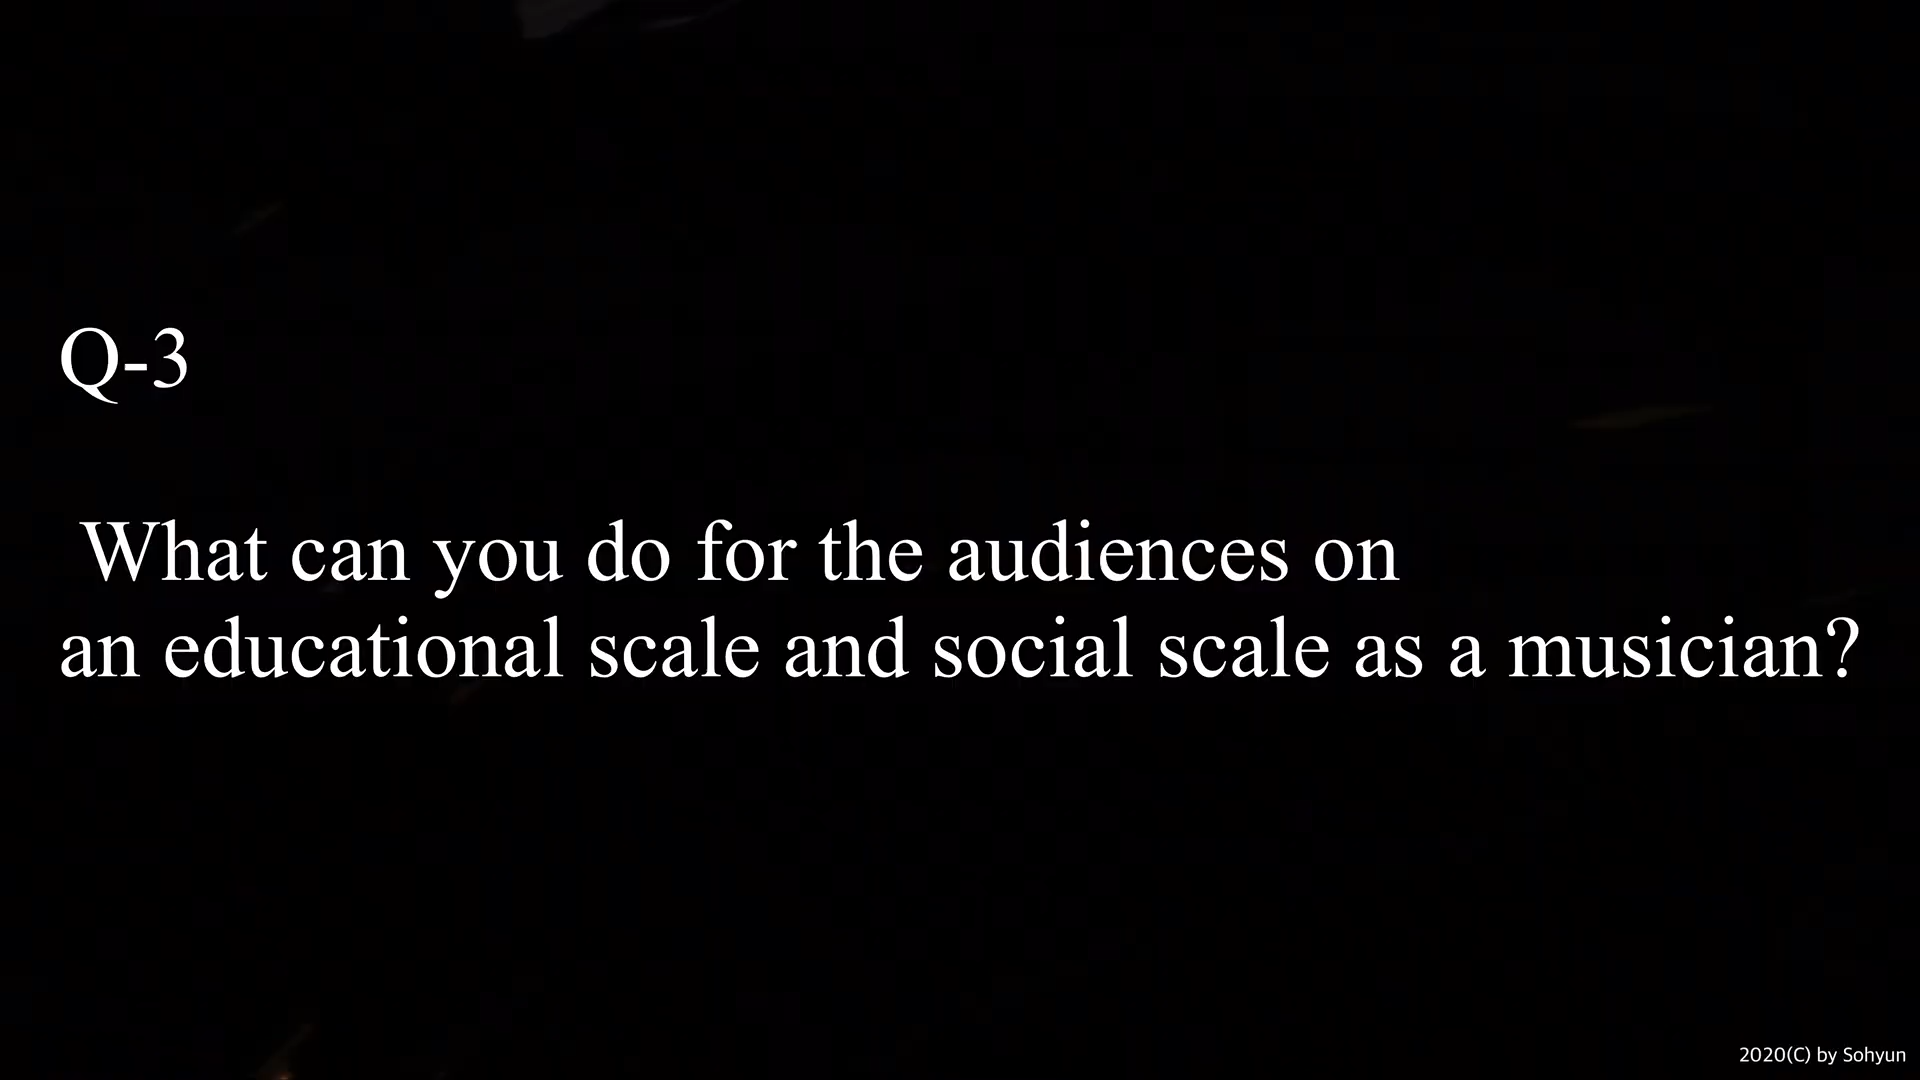 Q-3
What can you do for the audiences on
an educational scale and social scale as a musician?
2020(C) by Sohyun